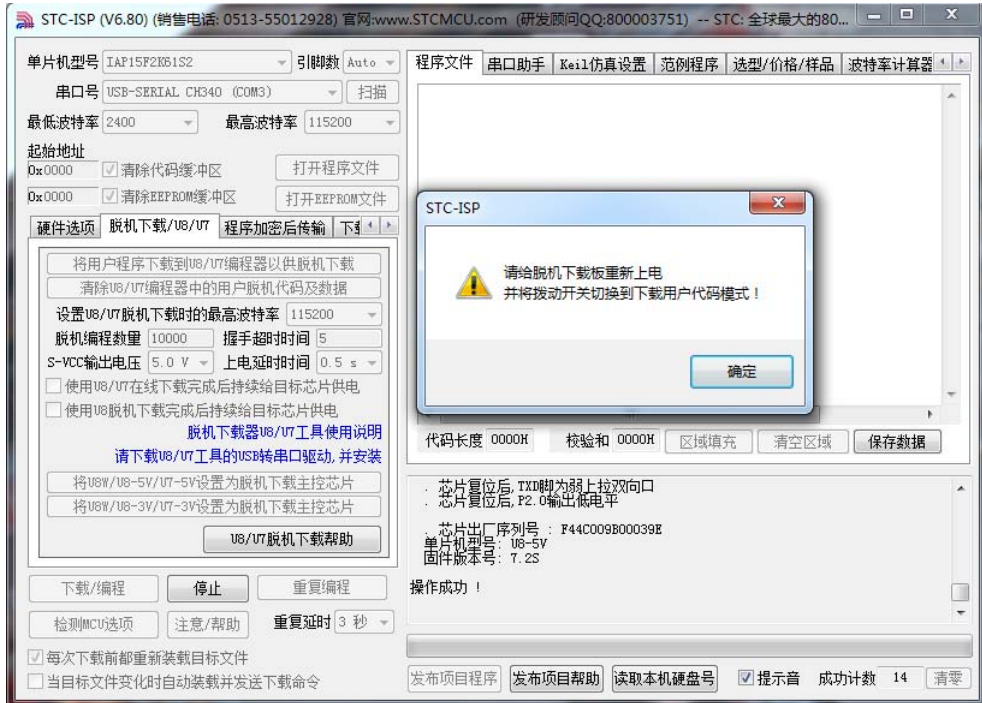 STC-ISP (V6.80) (销售电话: 0513-55012928) 官网:www.STCMCU.com (研发顾问QQ:800003751) -- STC: 全球最大的80...
单片机型号 IAP15F2K61S2 引脚数 Auto
串口号 USB-SERIAL CH340 (COM3) 扫描
最低波特率 2400 最高波特率 115200
起始地址
0x0000 清除代码缓冲区 打开程序文件
0x0000 清除EEPROM缓冲区 打开EEPROM文件
硬件选项 脱机下载/U8/U7 程序加密后传输
将用户程序下载到U8/U7编程器以供脱机下载
清除U8/U7编程器中的用户脱机代码及数据
设置U8/U7脱机下载时的最高波特率 115200
脱机编程数量 10000 握手超时时间 5
S-VCC输出电压 5.0 V 上电延时时间 0.5 s
使用U8/U7在线下载完成后持续给目标芯片供电
使用U8脱机下载完成后持续给目标芯片供电
脱机下载器U8/U7工具使用说明
请下载U8/U7工具的USB转串口驱动,并安装
将U8W/U8-5V/U7-5V设置为脱机下载主控芯片
将U8W/U8-3V/U7-3V设置为脱机下载主控芯片
U8/U7脱机下载帮助
下载/编程 停止 重复编程
检测MCU选项 注意/帮助 重复延时 3 秒
每次下载前都重新装载目标文件
当目标文件变化时自动装载并发送下载命令
程序文件 串口助手 Keil仿真设置 范例程序 选型/价格/样品 波特率计算器
STC-ISP
请给脱机下载板重新上电
并将拨动开关切换到下载用户代码模式！
确定
代码长度 0000H 校验和 0000H 区域填充 清空区域 保存数据
. 芯片复位后,TXD脚为弱上拉双向口
. 芯片复位后,P2.0输出低电平
. 芯片出厂序列号 : F44C009B00039E
单片机型号: U8-5V
固件版本号: 7.2S
操作成功 !
发布项目程序 发布项目帮助 读取本机硬盘号 提示音 成功计数 14 清零